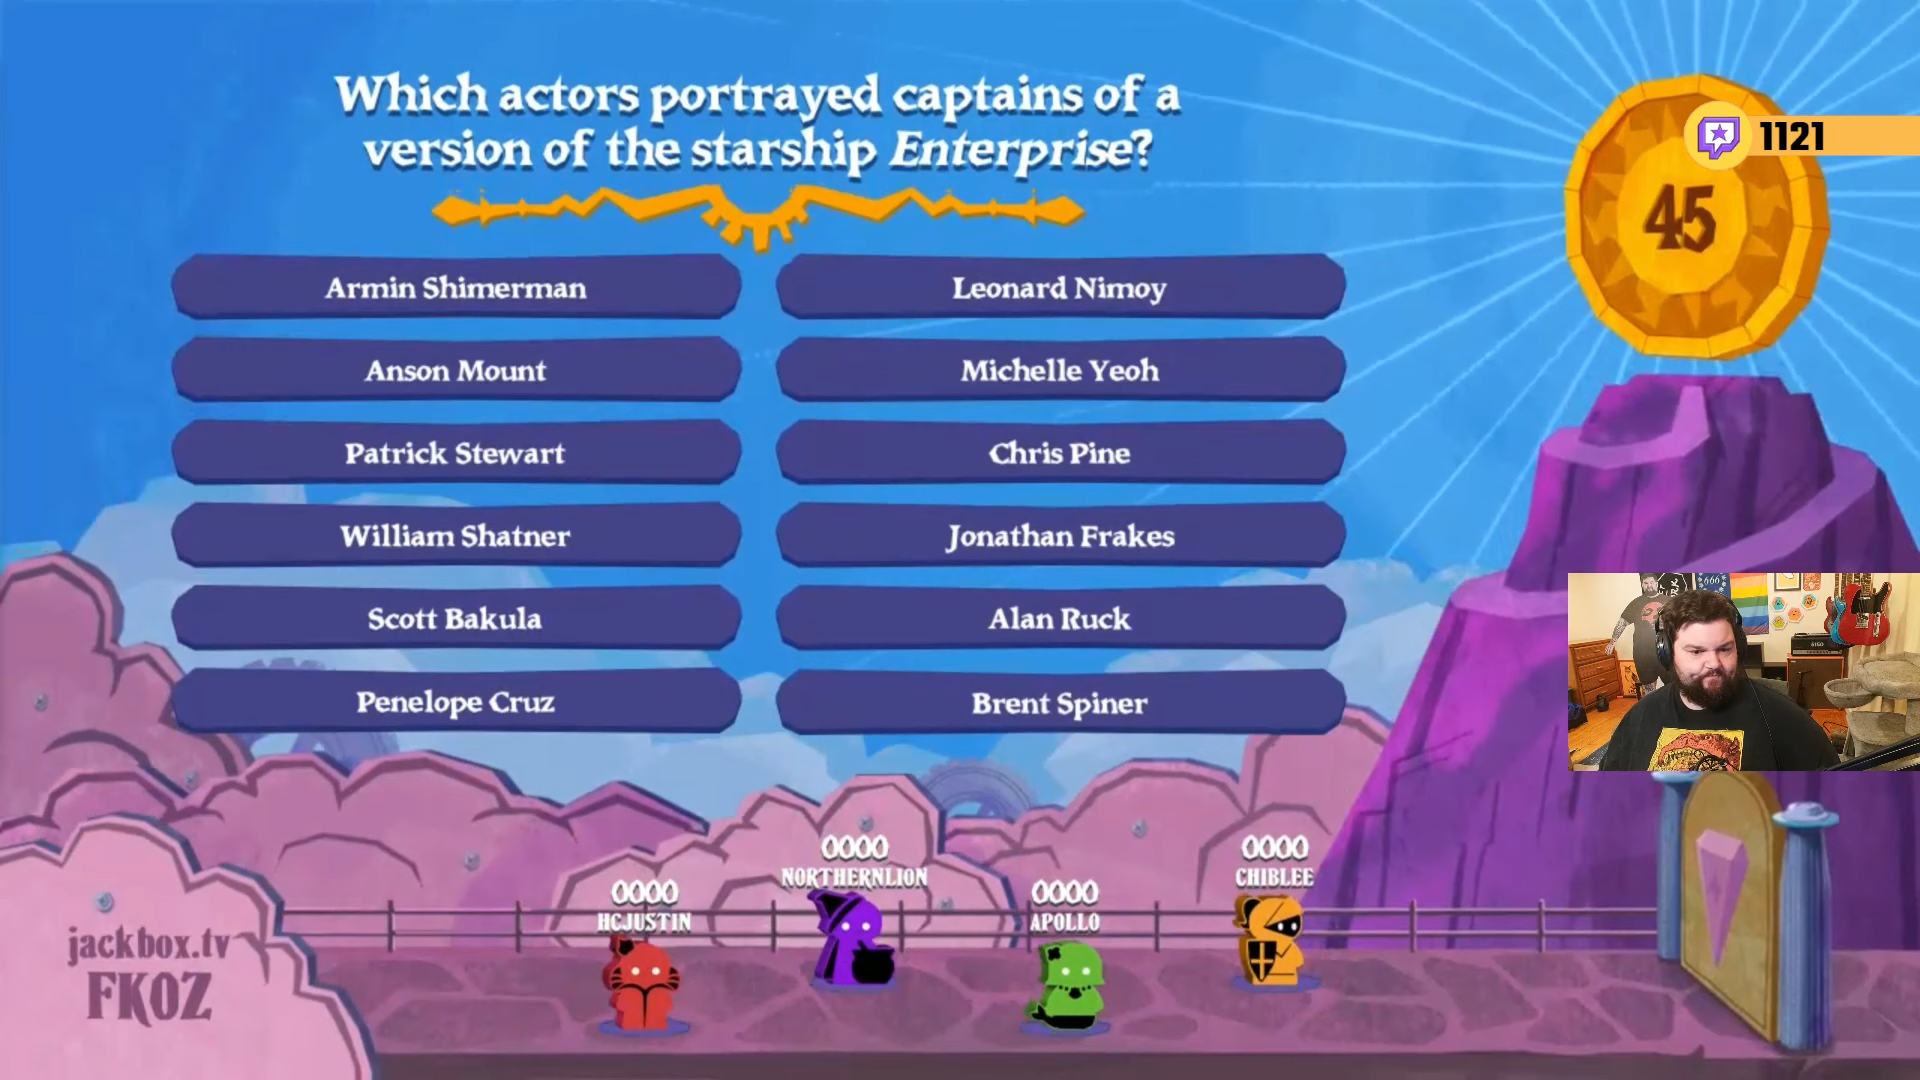 Which actors portrayed captains of a
version of the starship Enterprise?
1121
45
Armin Shimerman
Leonard Nimoy
Anson Mount
Michelle Yeoh
Patrick Stewart
Chris Pine
William Shatner
Jonathan Frakes
Scott Bakula
Alan Ruck
Penelope Cruz
Brent Spiner
666
0000
NORTHERNLION
0000
CHIBLEE
0000
HCJUSTIN
0000
APOLLO
jackbox.tv
FKOZ